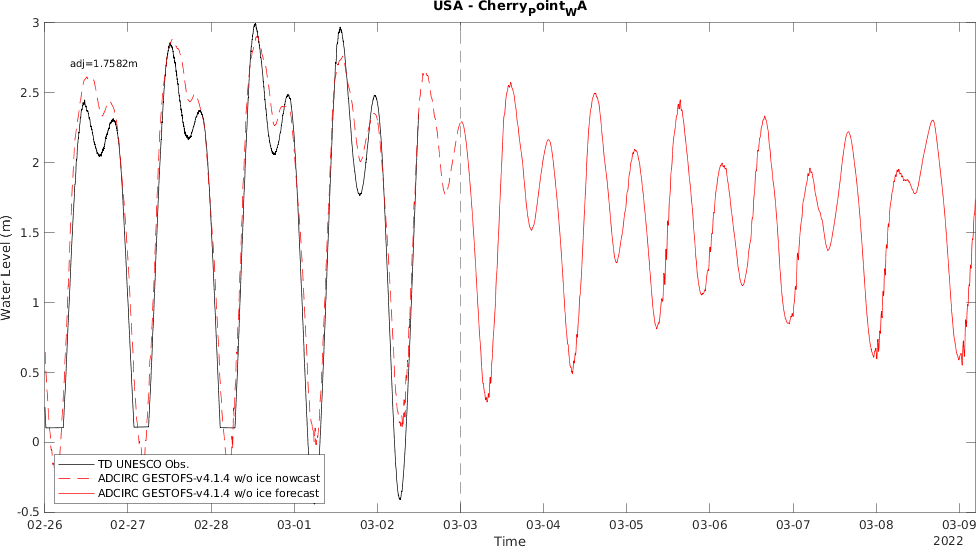 USA - CherryPointWA
adj=1.7582m
3
2.5
2
1.5
1
0.5
0
-0.5
Water Level (m)
TD UNESCO Obs.
ADCIRC GESTOFS-v4.1.4 w/o ice nowcast
ADCIRC GESTOFS-v4.1.4 w/o ice forecast
02-26 02-27 02-28 03-01 03-02 03-03 03-04 03-05 03-06 03-07 03-08 03-09
Time
2022